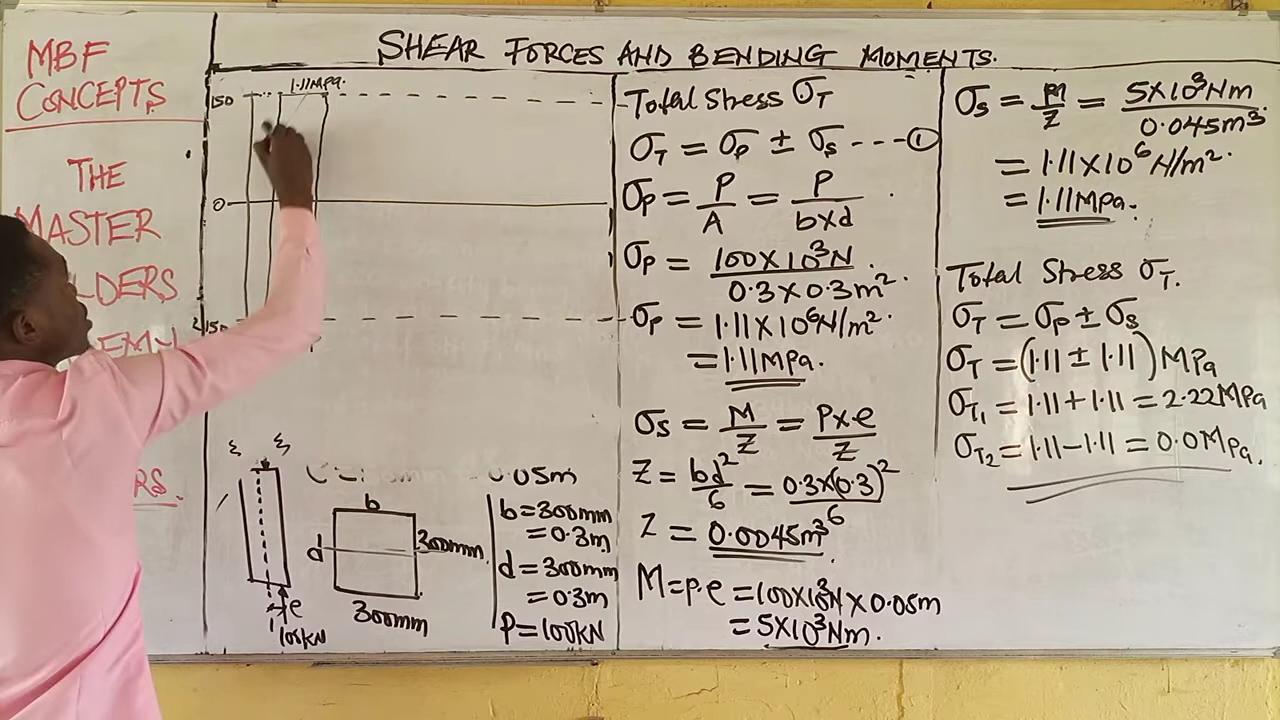 SHEAR FORCES AND BENDING MOMENTS.
MBF
CONCEPTS
THE
MASTER
LDERS
RS.
1.11MPa.
150
0
150
0.05m
b
d
300mm
300mm
e
100kN
b=300mm
=0.3m
d=300mm
=0.3m
P=100kN
Total Stress σT
σT = σp ± σs ---①
σp = P/A = P/b×d
σp = 100×10³N/0.3×0.3m².
σp = 1.11×10⁶N/m².
= 1.11MPa.
σs = M/Z = P×e/Z
Z = bd²/6 = 0.3×(0.3)²/6
Z = 0.0045m³
M=p.e =100×10³N×0.05m
= 5×10³Nm.
σs = M/Z = 5×10³Nm/0.045m³
= 1.11×10⁶N/m².
= 1.11MPa.
Total Stress σT.
σT = σp ± σs
σT = (1.11 ± 1.11)MPa
σT₁ = 1.11+1.11 = 2.22MPa
σT₂ = 1.11-1.11 = 0.0MPa.